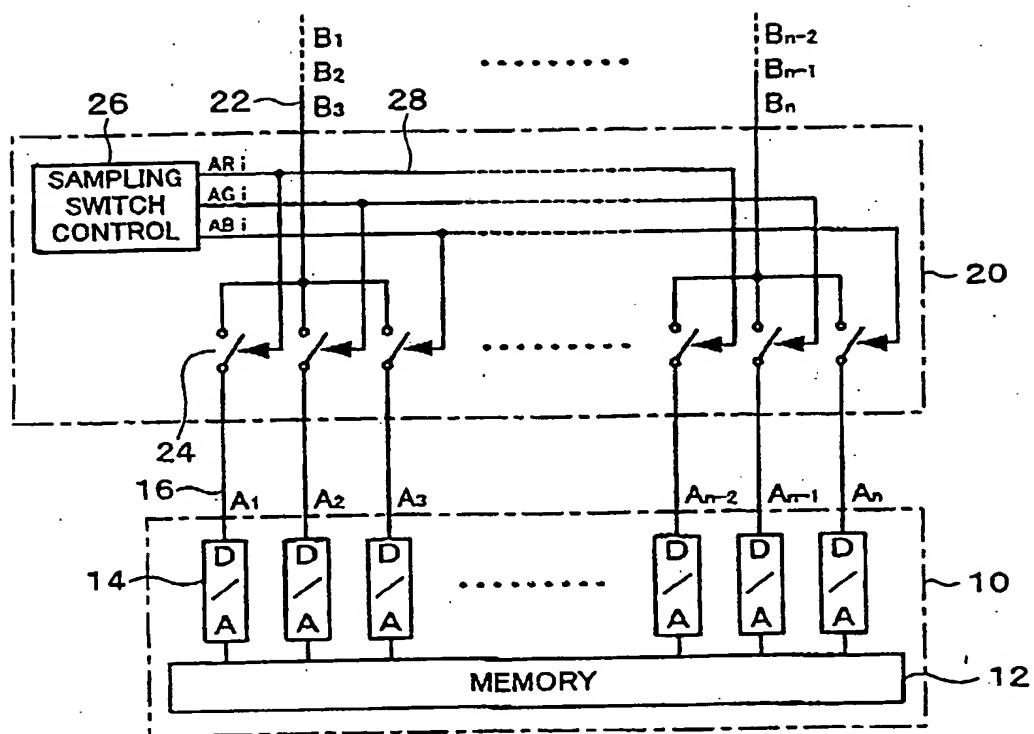 B1
B2
B3
Bn-2
Bn-1
Bn
22
26
28
SAMPLING
SWITCH
CONTROL
ARi
AGi
ABi
20
24
16
A1
A2
A3
An-2
An-1
An
14
D
A
D
A
D
A
D
A
D
A
D
A
10
MEMORY
12